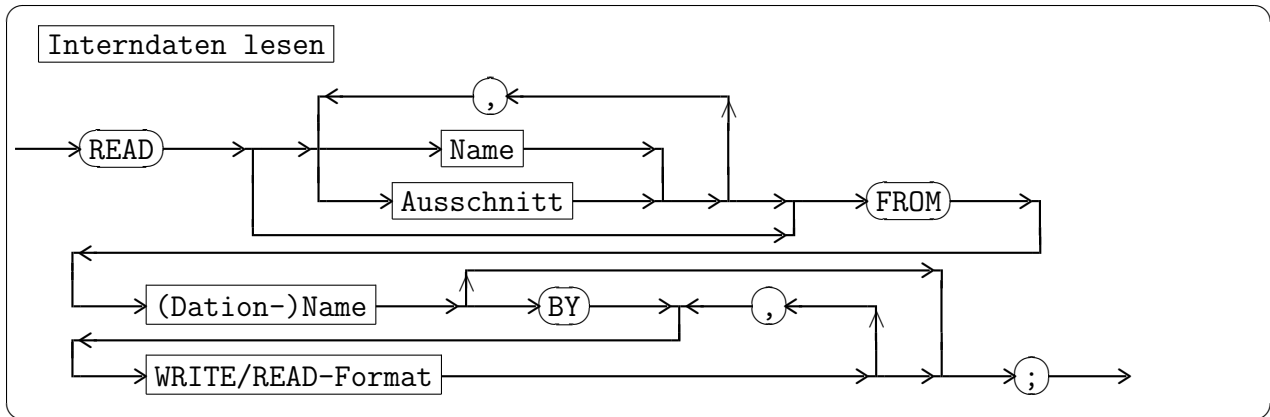 Interndaten lesen
,
READ Name
Ausschnitt FROM
(Dation-)Name BY ,
WRITE/READ-Format ;